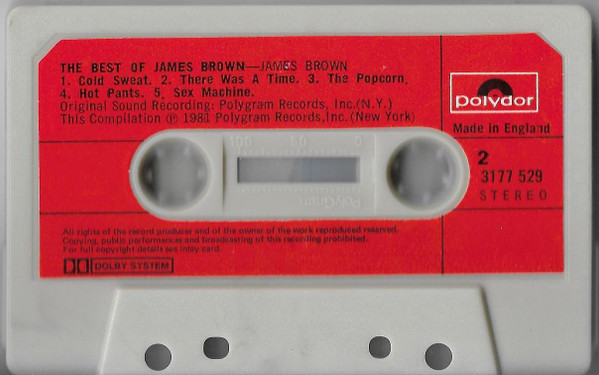 THE BEST OF JAMES BROWN—JAMES BROWN
1. Cold Sweat. 2. There Was A Time. 3. The Popcorn.
4. Hot Pants. 5. Sex Machine.
Original Sound Recording: Polygram Records, Inc.(N.Y.)
This Compilation ℗ 1981 Polygram Records,Inc.(New York)
polydor
Made in England
2
3177 529
STEREO
100 50 0
PolyGram
All rights of the record producer and of the owner of the work reproduced reserved.
Copying, public performances and broadcasting of this recording prohibited.
For full copyright details see inlay card.
DOLBY SYSTEM